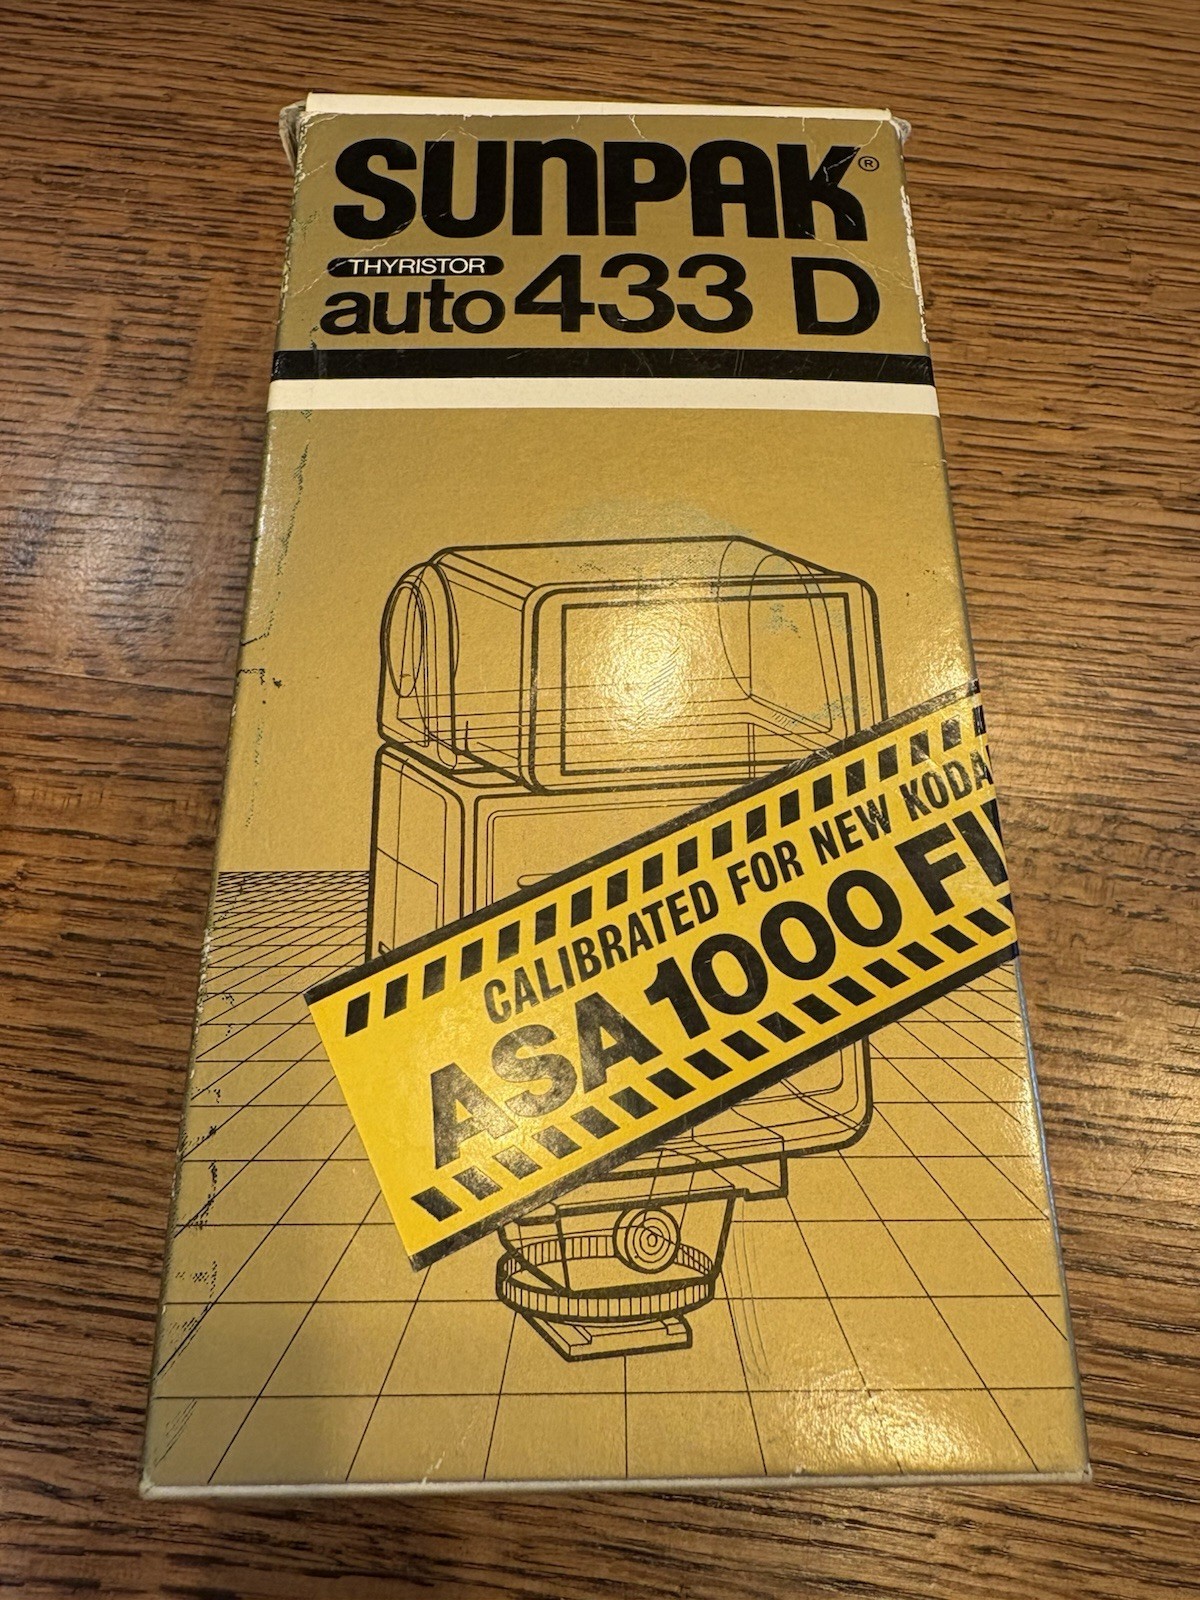 SUNPAK®
THYRISTOR
auto 433 D
CALIBRATED FOR NEW
ASA 1000